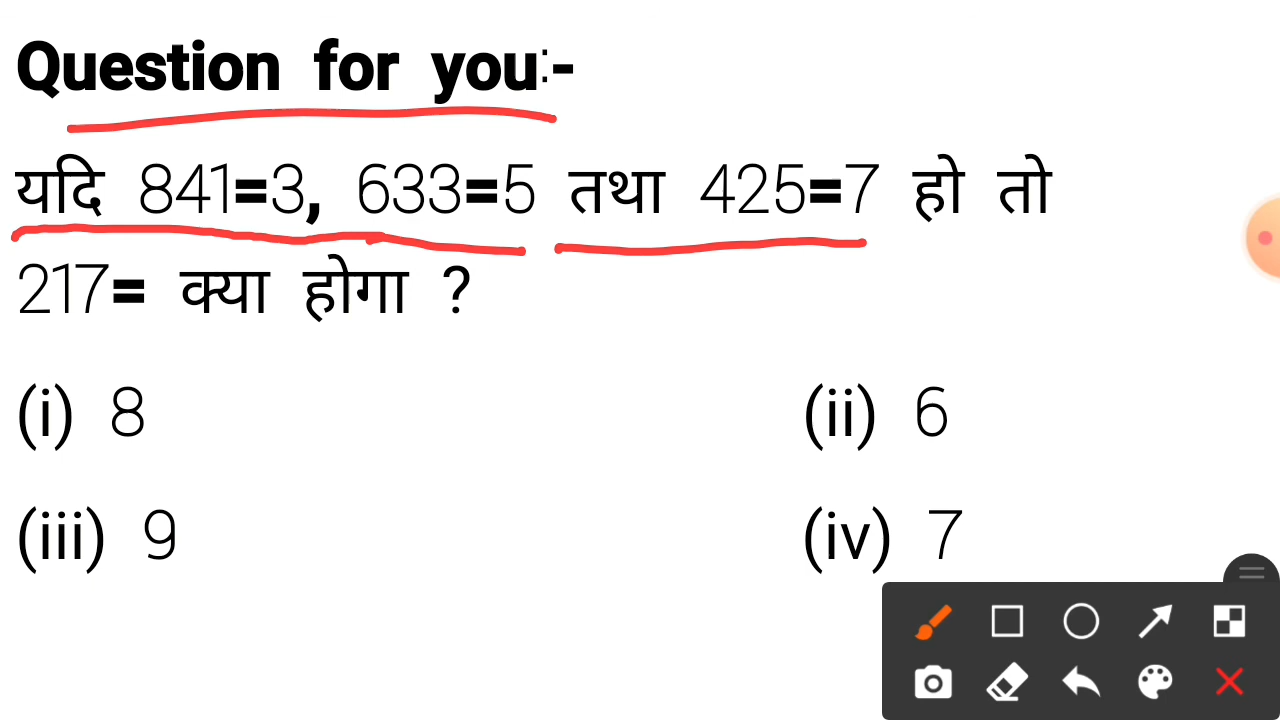 Question for you:-
यदि 841=3, 633=5 तथा 425=7 हो तो
217= क्या होगा ?
(i) 8 (ii) 6
(iii) 9 (iv) 7